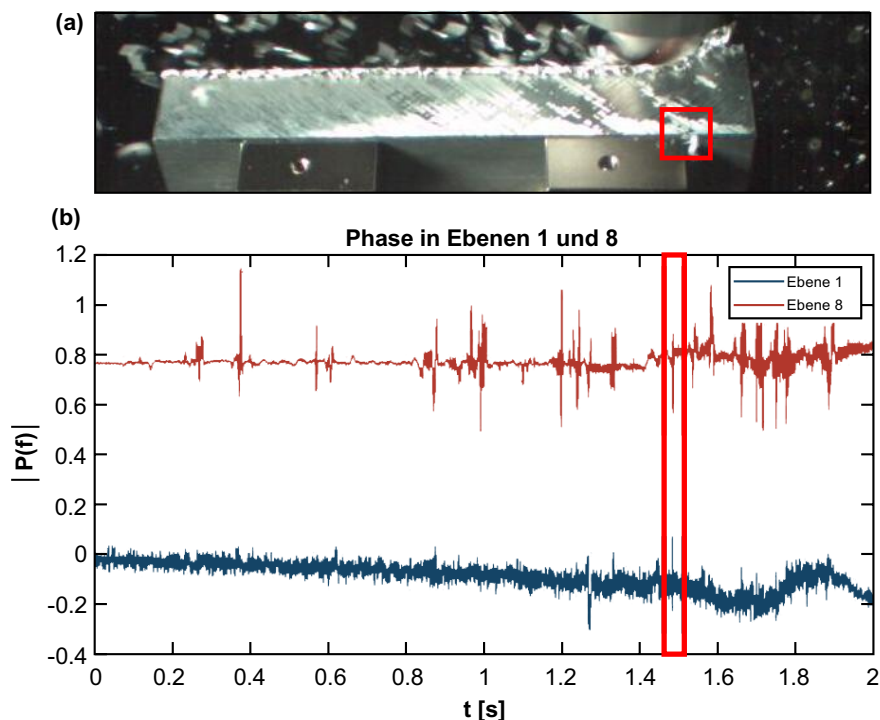 (a)
(b)
Phase in Ebenen 1 und 8
1.2
1
0.8
0.6
0.4
0.2
0
-0.2
-0.4
|P(f)|
Ebene 1
Ebene 8
0 0.2 0.4 0.6 0.8 1 1.2 1.4 1.6 1.8 2
t [s]